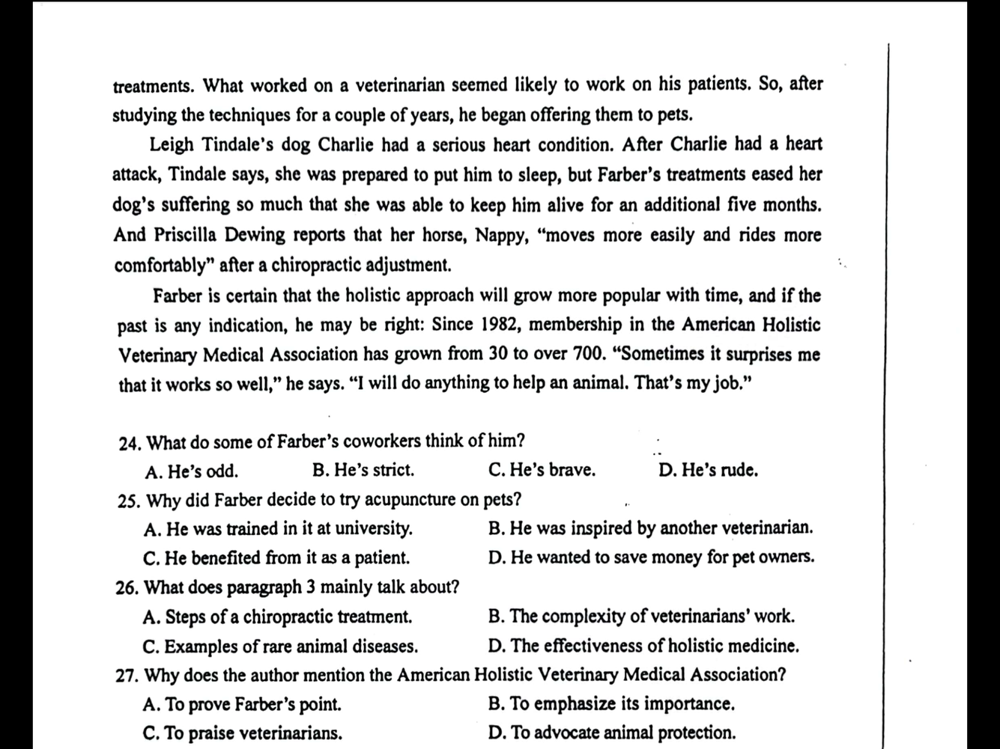 treatments. What worked on a veterinarian seemed likely to work on his patients. So, after
studying the techniques for a couple of years, he began offering them to pets.
Leigh Tindale's dog Charlie had a serious heart condition. After Charlie had a heart
attack, Tindale says, she was prepared to put him to sleep, but Farber's treatments eased her
dog's suffering so much that she was able to keep him alive for an additional five months.
And Priscilla Dewing reports that her horse, Nappy, “moves more easily and rides more
comfortably” after a chiropractic adjustment.
Farber is certain that the holistic approach will grow more popular with time, and if the
past is any indication, he may be right: Since 1982, membership in the American Holistic
Veterinary Medical Association has grown from 30 to over 700. “Sometimes it surprises me
that it works so well,” he says. “I will do anything to help an animal. That's my job.”
24. What do some of Farber's coworkers think of him?
A. He's odd. B. He's strict. C. He's brave. D. He's rude.
25. Why did Farber decide to try acupuncture on pets?
A. He was trained in it at university. B. He was inspired by another veterinarian.
C. He benefited from it as a patient. D. He wanted to save money for pet owners.
26. What does paragraph 3 mainly talk about?
A. Steps of a chiropractic treatment. B. The complexity of veterinarians' work.
C. Examples of rare animal diseases. D. The effectiveness of holistic medicine.
27. Why does the author mention the American Holistic Veterinary Medical Association?
A. To prove Farber's point. B. To emphasize its importance.
C. To praise veterinarians. D. To advocate animal protection.